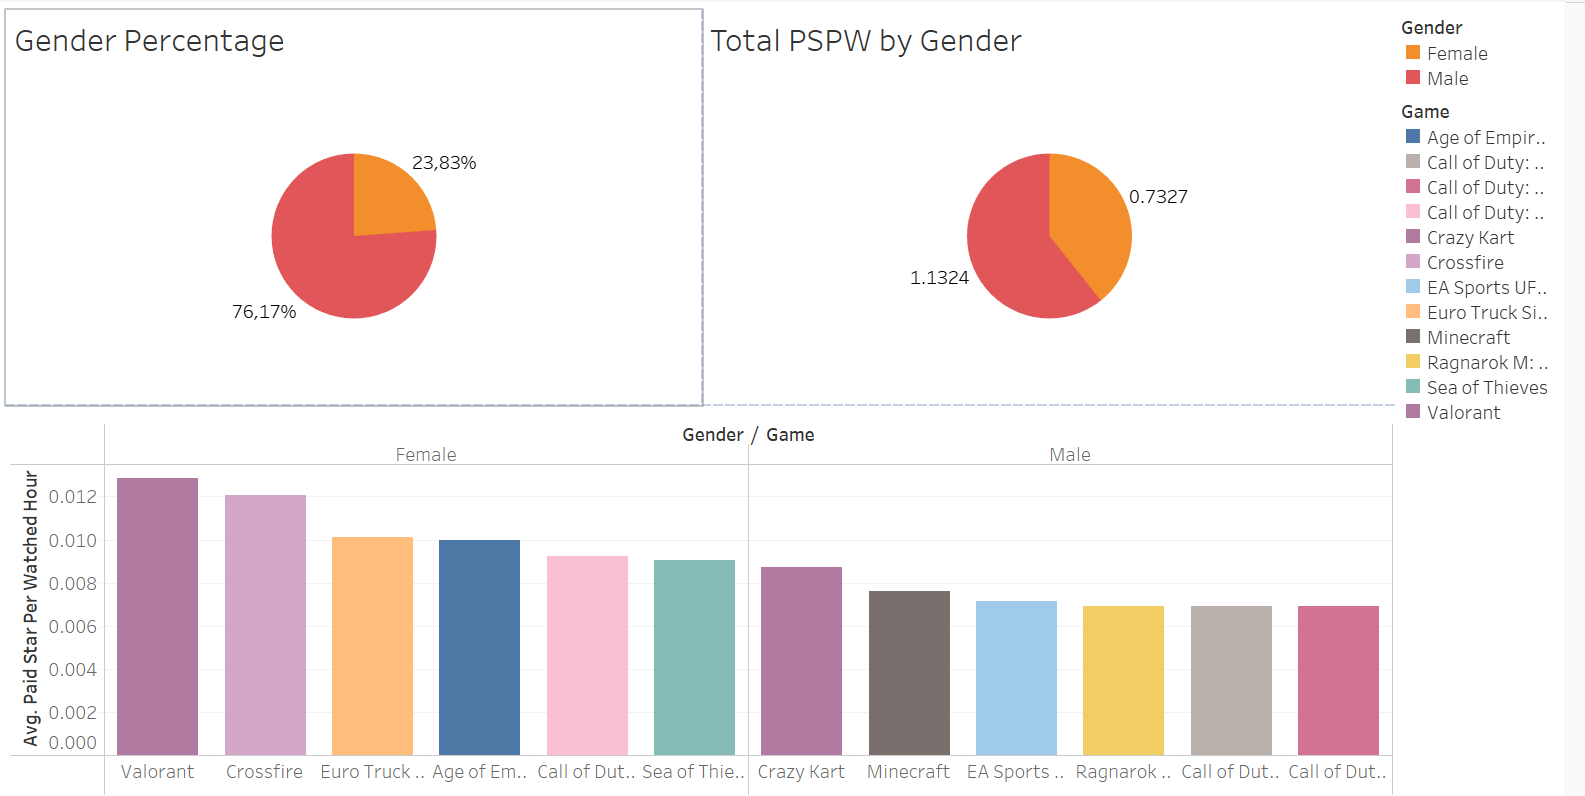 Gender Percentage
23,83%
76,17%
Total PSPW by Gender
0.7327
1.1324
Gender
Female
Male
Game
Age of Empir..
Call of Duty: ..
Call of Duty: ..
Call of Duty: ..
Crazy Kart
Crossfire
EA Sports UF..
Euro Truck Si..
Minecraft
Ragnarok M: ..
Sea of Thieves
Valorant
Gender / Game
Female
Male
Avg. Paid Star Per Watched Hour
0.012
0.010
0.008
0.006
0.004
0.002
0.000
Valorant
Crossfire
Euro Truck ..
Age of Em..
Call of Dut..
Sea of Thie..
Crazy Kart
Minecraft
EA Sports ..
Ragnarok ..
Call of Dut..
Call of Dut..